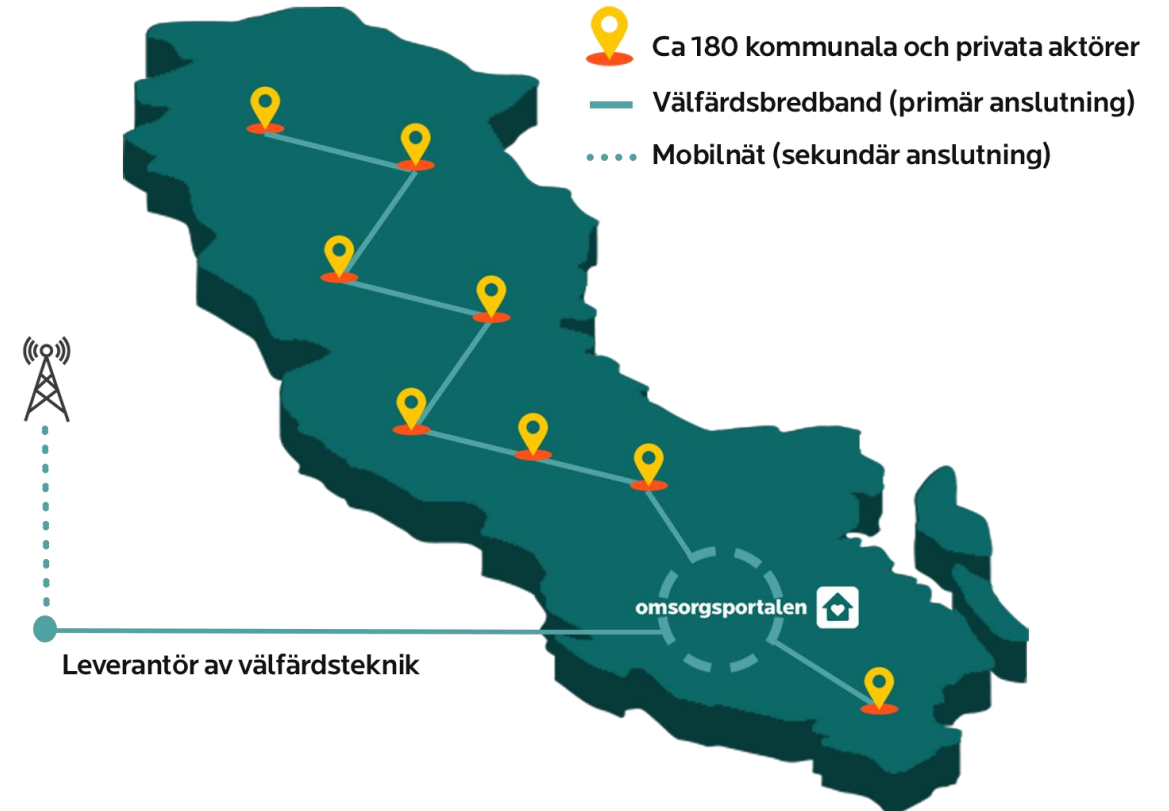 Ca 180 kommunala och privata aktörer
Välfärdsbredband (primär anslutning)
Mobilnät (sekundär anslutning)
omsorgsportalen
Leverantör av välfärdsteknik